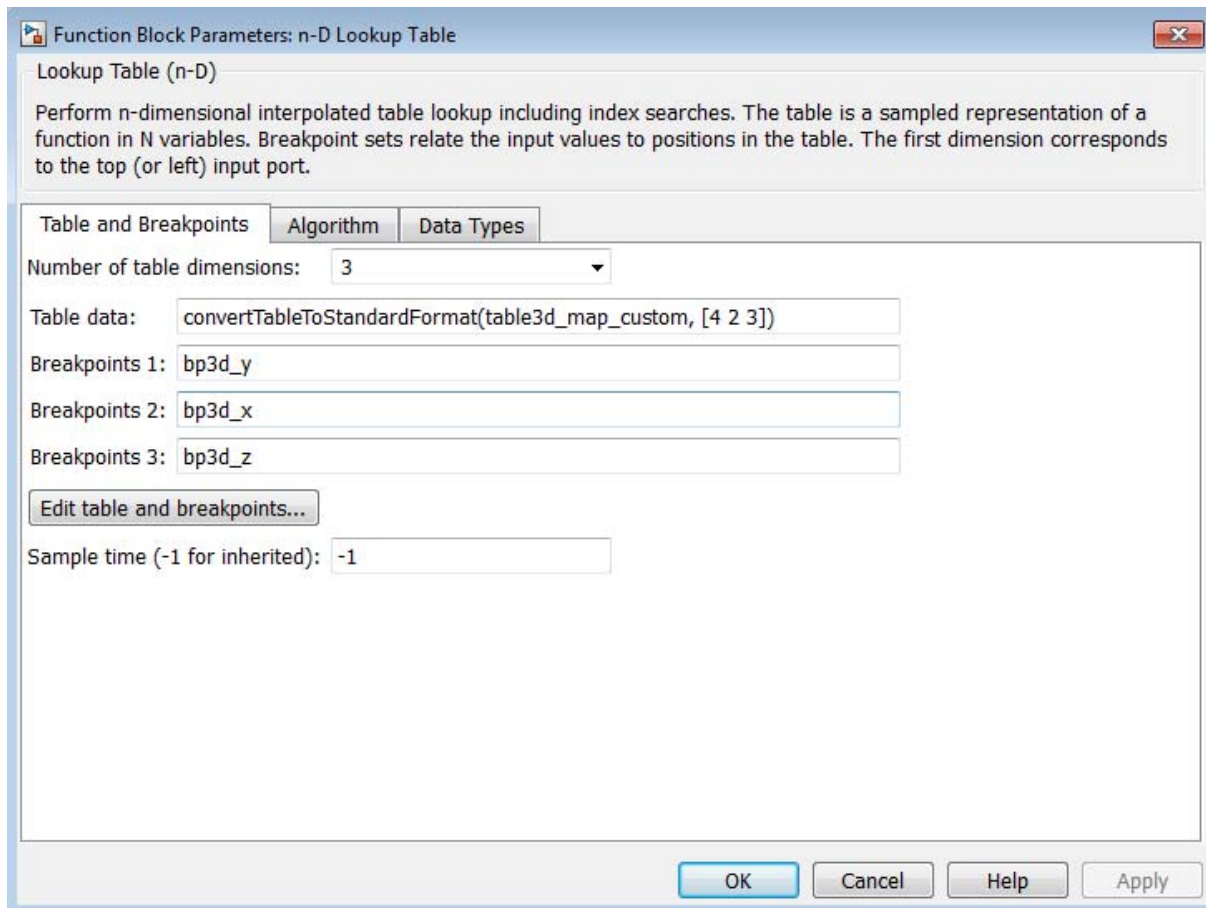 Function Block Parameters: n-D Lookup Table
Lookup Table (n-D)
Perform n-dimensional interpolated table lookup including index searches. The table is a sampled representation of a
function in N variables. Breakpoint sets relate the input values to positions in the table. The first dimension corresponds
to the top (or left) input port.
Table and Breakpoints Algorithm Data Types
Number of table dimensions: 3
Table data: convertTableToStandardFormat(table3d_map_custom, [4 2 3])
Breakpoints 1: bp3d_y
Breakpoints 2: bp3d_x
Breakpoints 3: bp3d_z
Edit table and breakpoints...
Sample time (-1 for inherited): -1
OK Cancel Help Apply